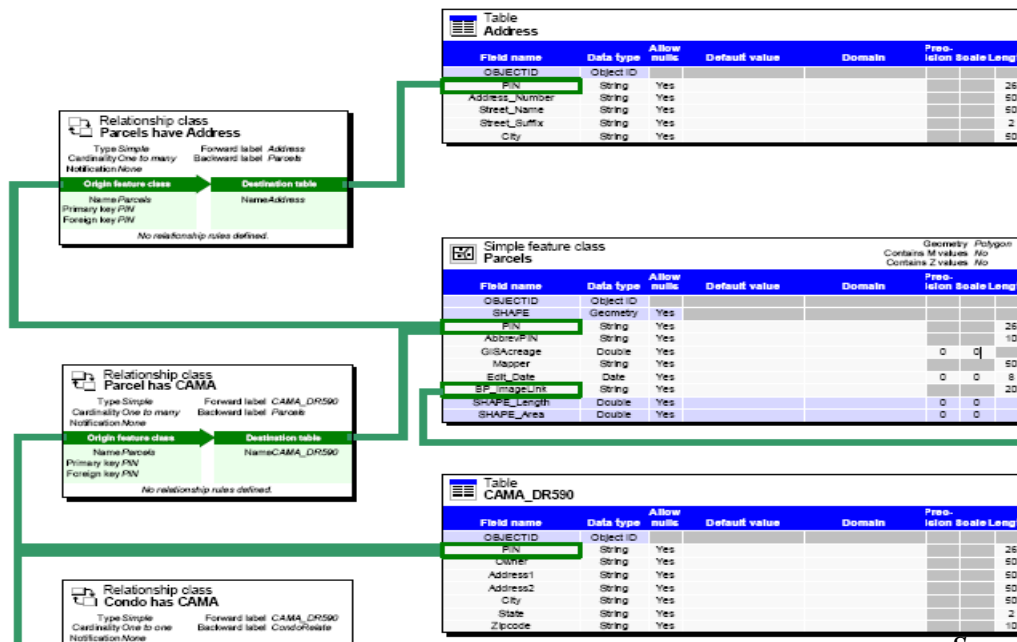 Table
Address
Field name Data type Allow nulls Default value Domain Prec-ision Scale Leng
OBJECTID Object ID
PIN String Yes 26
Address_Number String Yes 50
Street_Name String Yes 50
Street_Suffix String Yes 2
City String Yes 50
Relationship class
Parcels have Address
Type Simple Forward label Address
Cardinality One to many Backward label Parcels
Notification None
Origin feature class Destination table
Name Parcels Name Address
Primary key PIN
Foreign key PIN
No relationship rules defined.
Simple feature class
Parcels
Geometry Polygon
Contains M values No
Contains Z values No
Field name Data type Allow nulls Default value Domain Prec-ision Scale Leng
OBJECTID Object ID
SHAPE Geometry Yes
PIN String Yes 26
AbbrevPIN String Yes 10
GISAcreage Double Yes 0 0
Mapper String Yes 50
Edit_Date Date Yes 0 0 8
BP_ImageLink String Yes 20
SHAPE_Length Double Yes 0 0
SHAPE_Area Double Yes 0 0
Relationship class
Parcel has CAMA
Type Simple Forward label CAMA_DR590
Cardinality One to many Backward label Parcels
Notification None
Origin feature class Destination table
Name Parcels Name CAMA_DR590
Primary key PIN
Foreign key PIN
No relationship rules defined.
Table
CAMA_DR590
Field name Data type Allow nulls Default value Domain Prec-ision Scale Leng
OBJECTID Object ID
PIN String Yes 26
Owner String Yes 50
Address1 String Yes 50
Address2 String Yes 50
City String Yes 50
State String Yes 2
Zipcode String Yes 10
Relationship class
Condo has CAMA
Type Simple Forward label CAMA_DR590
Cardinality One to one Backward label CondoRelate
Notification None